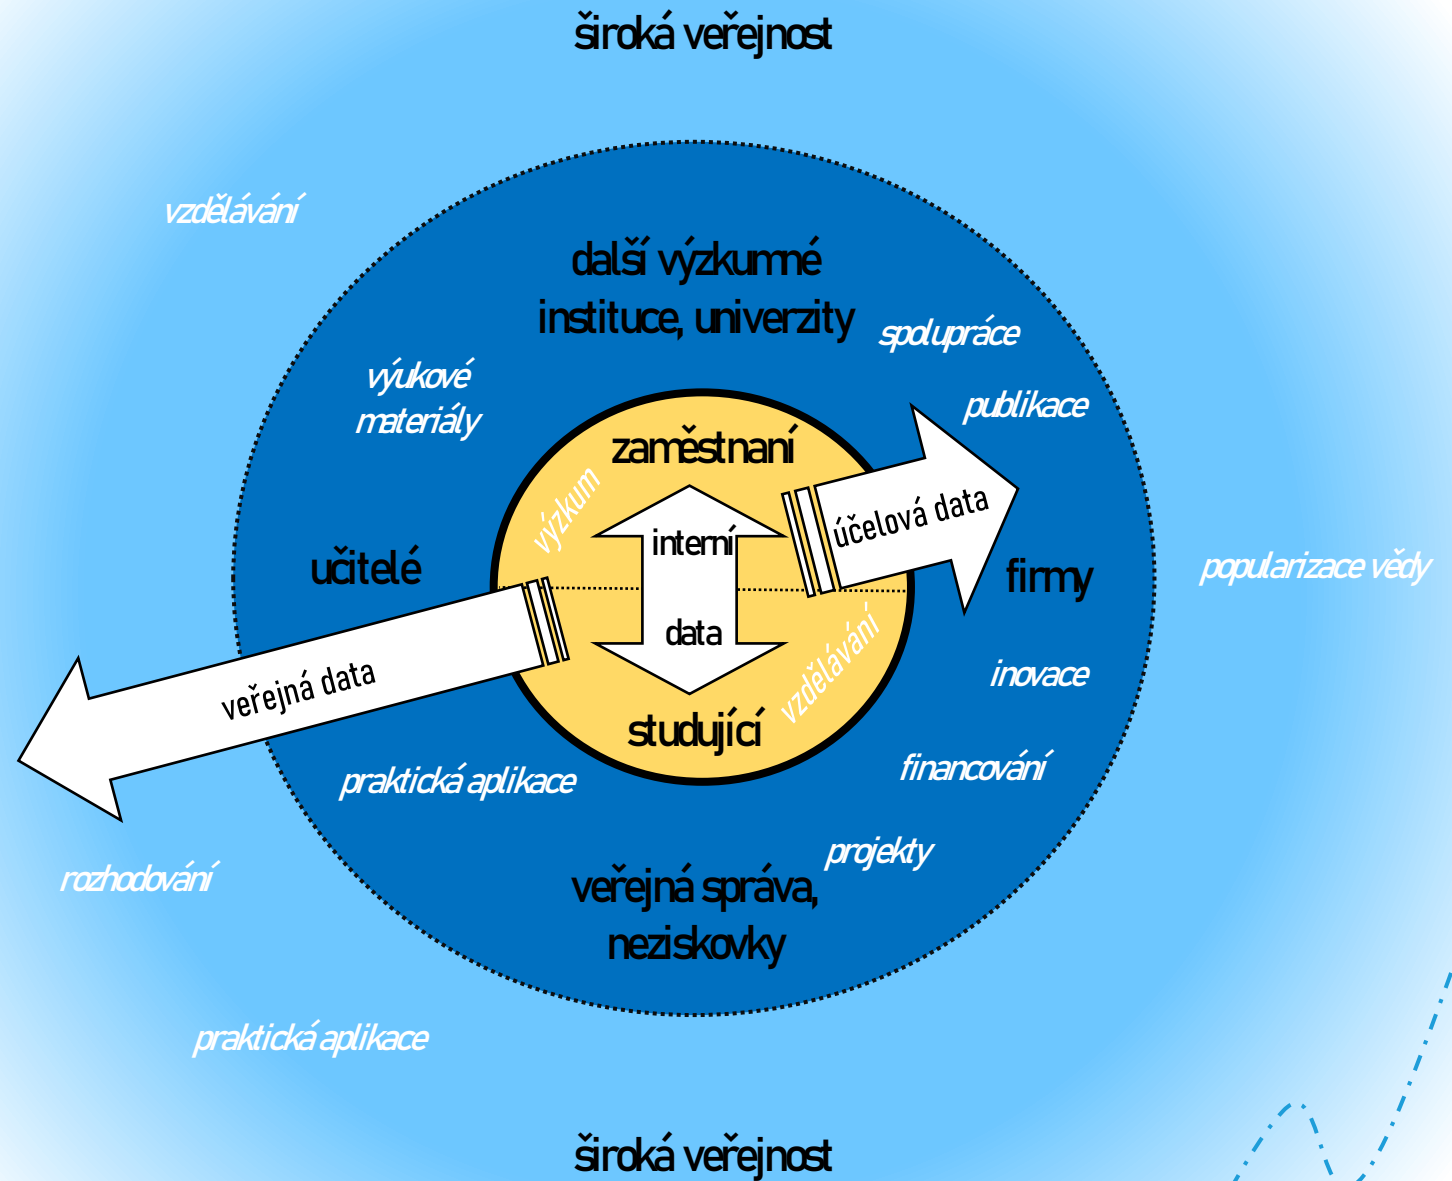 široká veřejnost
vzdělávání
další výzkumné
instituce, univerzity
spolupráce
výukové
materiály
publikace
zaměstnaní
výzkum
interní
data
účelová data
učitelé
firmy
popularizace vědy
vzdělávání
veřejná data
inovace
studující
financování
praktická aplikace
projekty
rozhodování
veřejná správa,
neziskovky
praktická aplikace
široká veřejnost